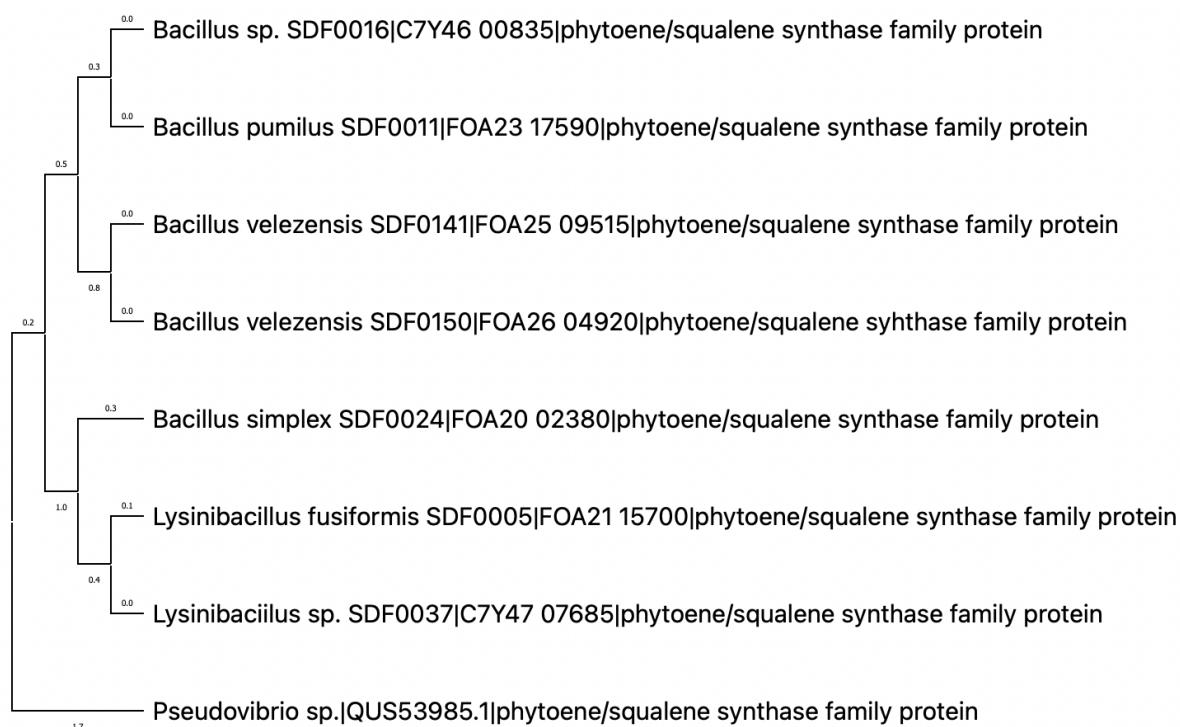 0.0
Bacillus sp. SDF0016|C7Y46 00835|phytoene/squalene synthase family protein
0.3
0.0
Bacillus pumilus SDF0011|FOA23 17590|phytoene/squalene synthase family protein
0.5
0.0
Bacillus velezensis SDF0141|FOA25 09515|phytoene/squalene synthase family protein
0.8
0.0
Bacillus velezensis SDF0150|FOA26 04920|phytoene/squalene syhthase family protein
0.2
0.3
Bacillus simplex SDF0024|FOA20 02380|phytoene/squalene synthase family protein
1.0
0.1
Lysinibacillus fusiformis SDF0005|FOA21 15700|phytoene/squalene synthase family protein
0.4
0.0
Lysinibaciilus sp. SDF0037|C7Y47 07685|phytoene/squalene synthase family protein
Pseudovibrio sp.|QUS53985.1|phytoene/squalene synthase family protein